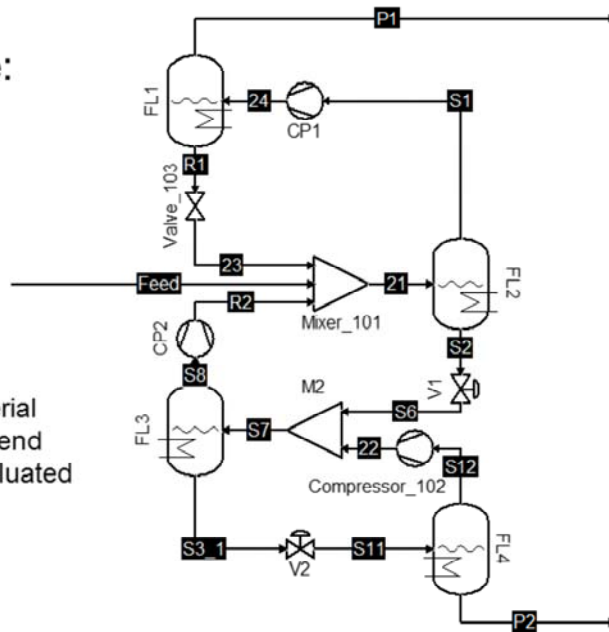 P1
e:
FL1
24
CP1
S1
R1
Valve_103
23
Feed
R2
Mixer_101
21
FL2
CP2
S8
S2
V1
M2
S6
erial
end
luated
FL3
S7
22
S12
Compressor_102
S3_1
V2
S11
FL4
P2